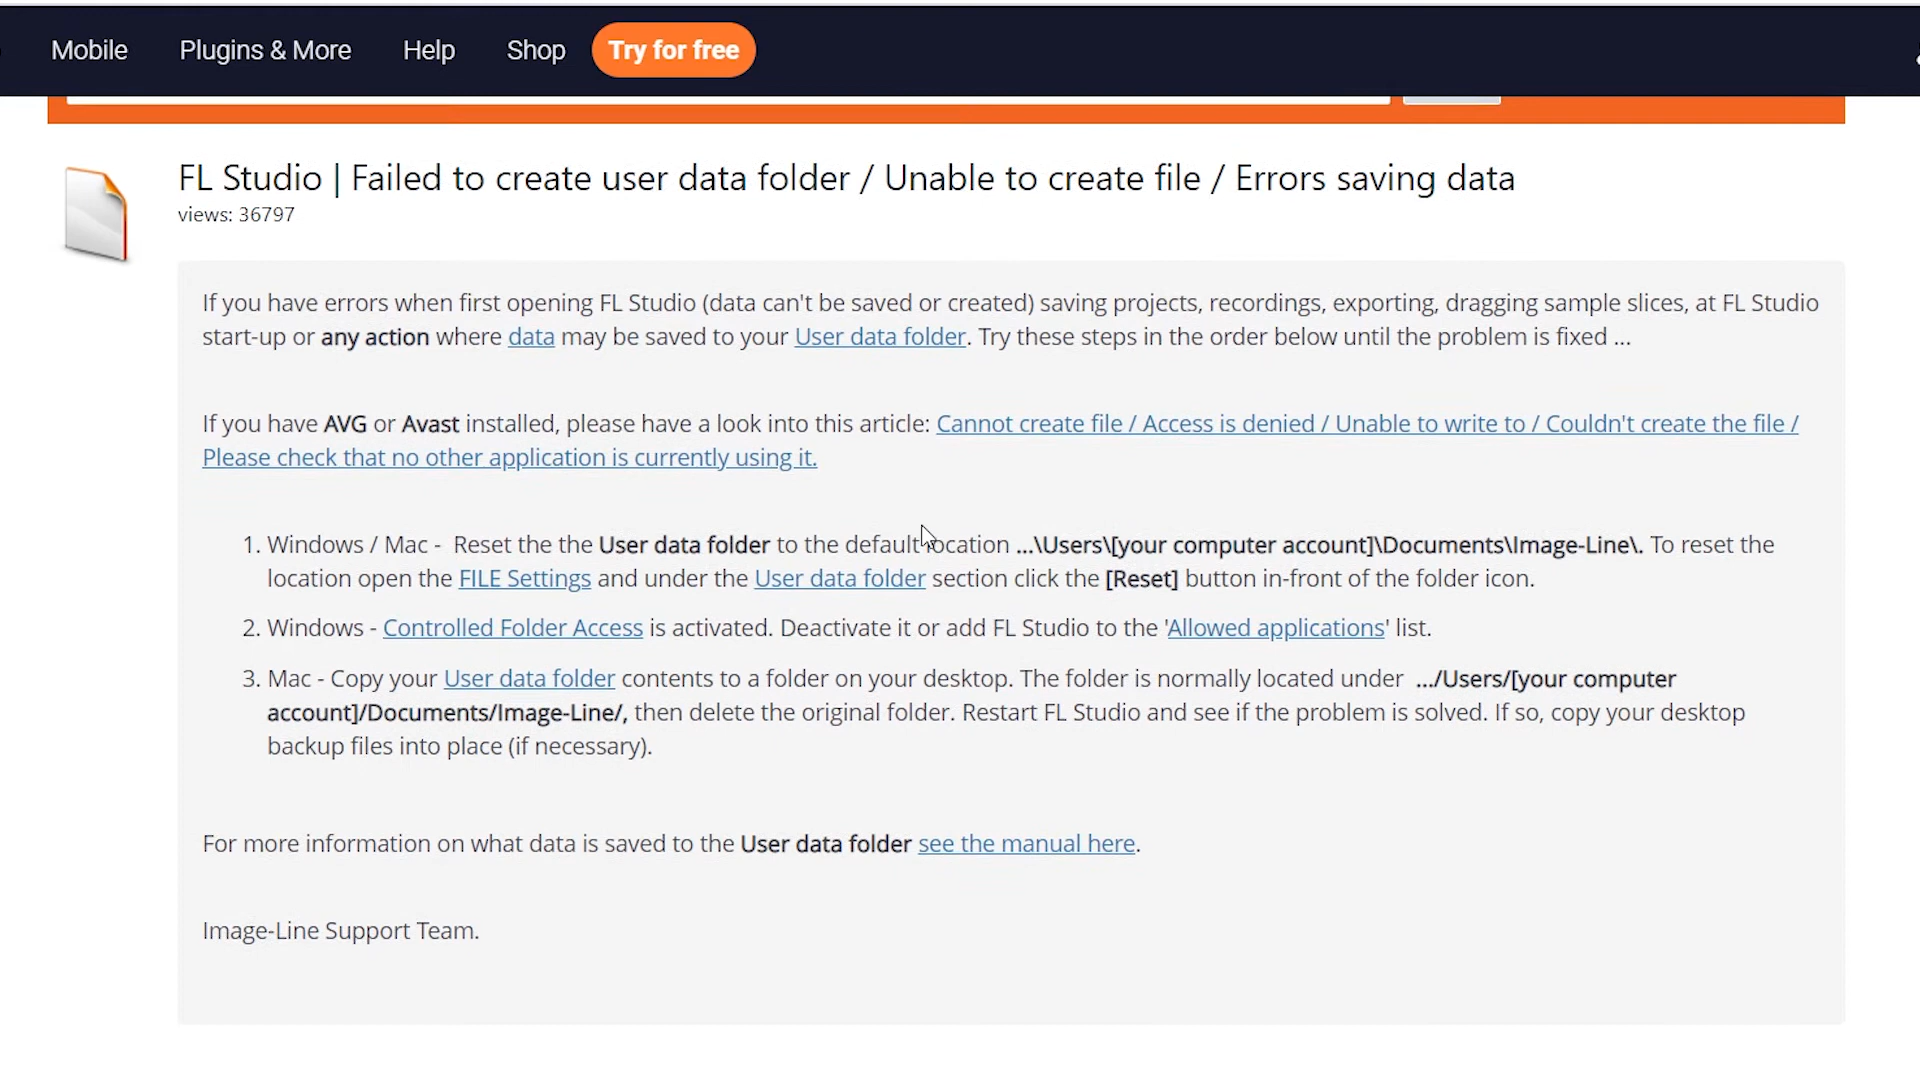 Mobile Plugins & More Help Shop Try for free
FL Studio | Failed to create user data folder / Unable to create file / Errors saving data
views: 36797
If you have errors when first opening FL Studio (data can't be saved or created) saving projects, recordings, exporting, dragging sample slices, at FL Studio
start-up or any action where data may be saved to your User data folder. Try these steps in the order below until the problem is fixed ...
If you have AVG or Avast installed, please have a look into this article: Cannot create file / Access is denied / Unable to write to / Couldn't create the file /
Please check that no other application is currently using it.
1. Windows / Mac - Reset the the User data folder to the default location ...\Users\[your computer account]\Documents\Image-Line\. To reset the
location open the FILE Settings and under the User data folder section click the [Reset] button in-front of the folder icon.
2. Windows - Controlled Folder Access is activated. Deactivate it or add FL Studio to the 'Allowed applications' list.
3. Mac - Copy your User data folder contents to a folder on your desktop. The folder is normally located under .../Users/[your computer
account]/Documents/Image-Line/, then delete the original folder. Restart FL Studio and see if the problem is solved. If so, copy your desktop
backup files into place (if necessary).
For more information on what data is saved to the User data folder see the manual here.
Image-Line Support Team.